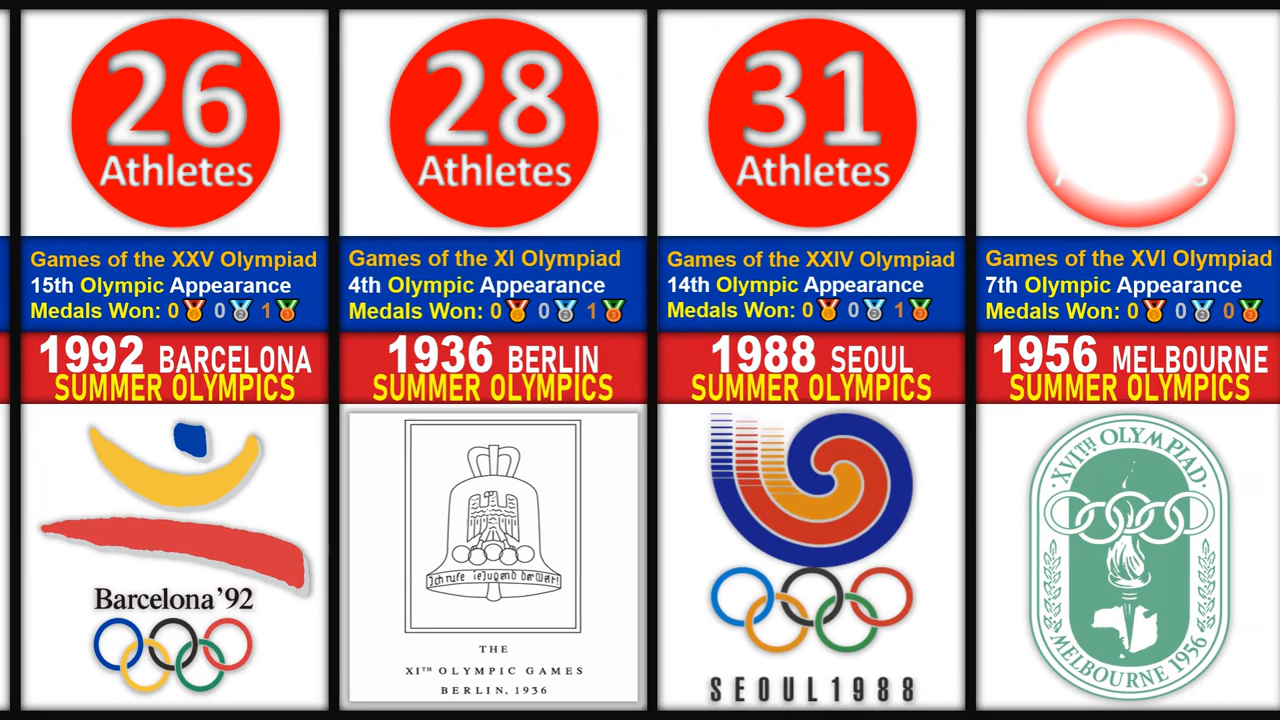 26
Athletes
Games of the XXV Olympiad
15th Olympic Appearance
Medals Won: 0 0 1
1992 BARCELONA
SUMMER OLYMPICS
Barcelona '92
28
Athletes
Games of the XI Olympiad
4th Olympic Appearance
Medals Won: 0 0 1
1936 BERLIN
SUMMER OLYMPICS
THE
XITH OLYMPIC GAMES
BERLIN, 1936
31
Athletes
Games of the XXIV Olympiad
14th Olympic Appearance
Medals Won: 0 0 1
1988 SEOUL
SUMMER OLYMPICS
SEOUL 1988
Games of the XVI Olympiad
7th Olympic Appearance
Medals Won: 0 0 0
1956 MELBOURNE
SUMMER OLYMPICS
·XVITH OLYMPIAD·
MELBOURNE 1956